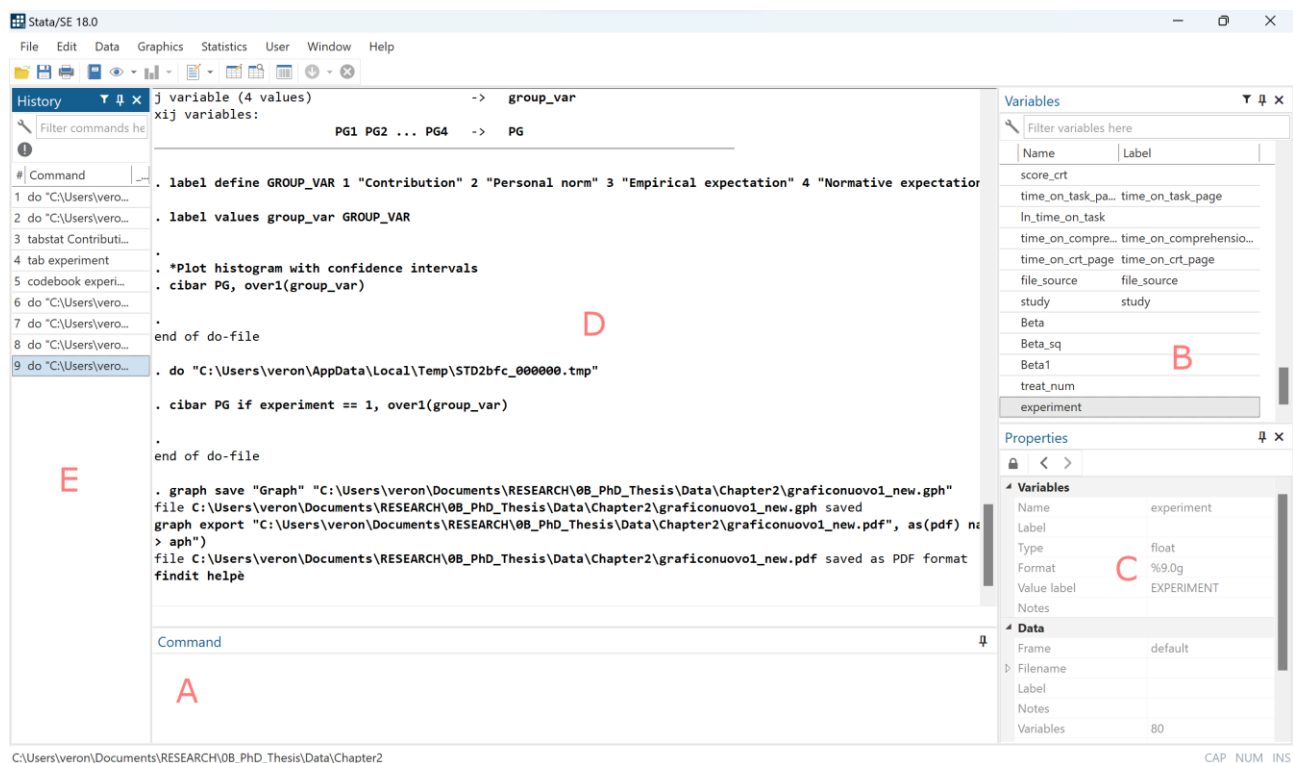 Stata/SE 18.0
File Edit Data Graphics Statistics User Window Help
History
Filter commands he
# Command
1 do "C:\Users\vero...
2 do "C:\Users\vero...
3 tabstat Contributi...
4 tab experiment
5 codebook experi...
6 do "C:\Users\vero...
7 do "C:\Users\vero...
8 do "C:\Users\vero...
9 do "C:\Users\vero...
E
j variable (4 values) -> group_var
xij variables:
PG1 PG2 ... PG4 -> PG
. label define GROUP_VAR 1 "Contribution" 2 "Personal norm" 3 "Empirical expectation" 4 "Normative expectation
. label values group_var GROUP_VAR
.
. *Plot histogram with confidence intervals
. cibar PG, over1(group_var)
.
end of do-file
. do "C:\Users\veron\AppData\Local\Temp\STD2bfc_000000.tmp"
. cibar PG if experiment == 1, over1(group_var)
.
end of do-file
. graph save "Graph" "C:\Users\veron\Documents\RESEARCH\0B_PhD_Thesis\Data\Chapter2\graficonuovo1_new.gph"
file C:\Users\veron\Documents\RESEARCH\0B_PhD_Thesis\Data\Chapter2\graficonuovo1_new.gph saved
graph export "C:\Users\veron\Documents\RESEARCH\0B_PhD_Thesis\Data\Chapter2\graficonuovo1_new.pdf", as(pdf) na
> aph")
file C:\Users\veron\Documents\RESEARCH\0B_PhD_Thesis\Data\Chapter2\graficonuovo1_new.pdf saved as PDF format
findit helpè
D
Command
A
Variables
Filter variables here
Name Label
score_crt
time_on_task_pa... time_on_task_page
ln_time_on_task
time_on_compre... time_on_comprehensio...
time_on_crt_page time_on_crt_page
file_source file_source
study study
Beta
Beta_sq
Beta1
treat_num
experiment
B
Properties
Variables
Name experiment
Label
Type float
Format %9.0g
Value label EXPERIMENT
Notes
C
Data
Frame default
Filename
Label
Notes
Variables 80
C:\Users\veron\Documents\RESEARCH\0B_PhD_Thesis\Data\Chapter2
CAP NUM INS